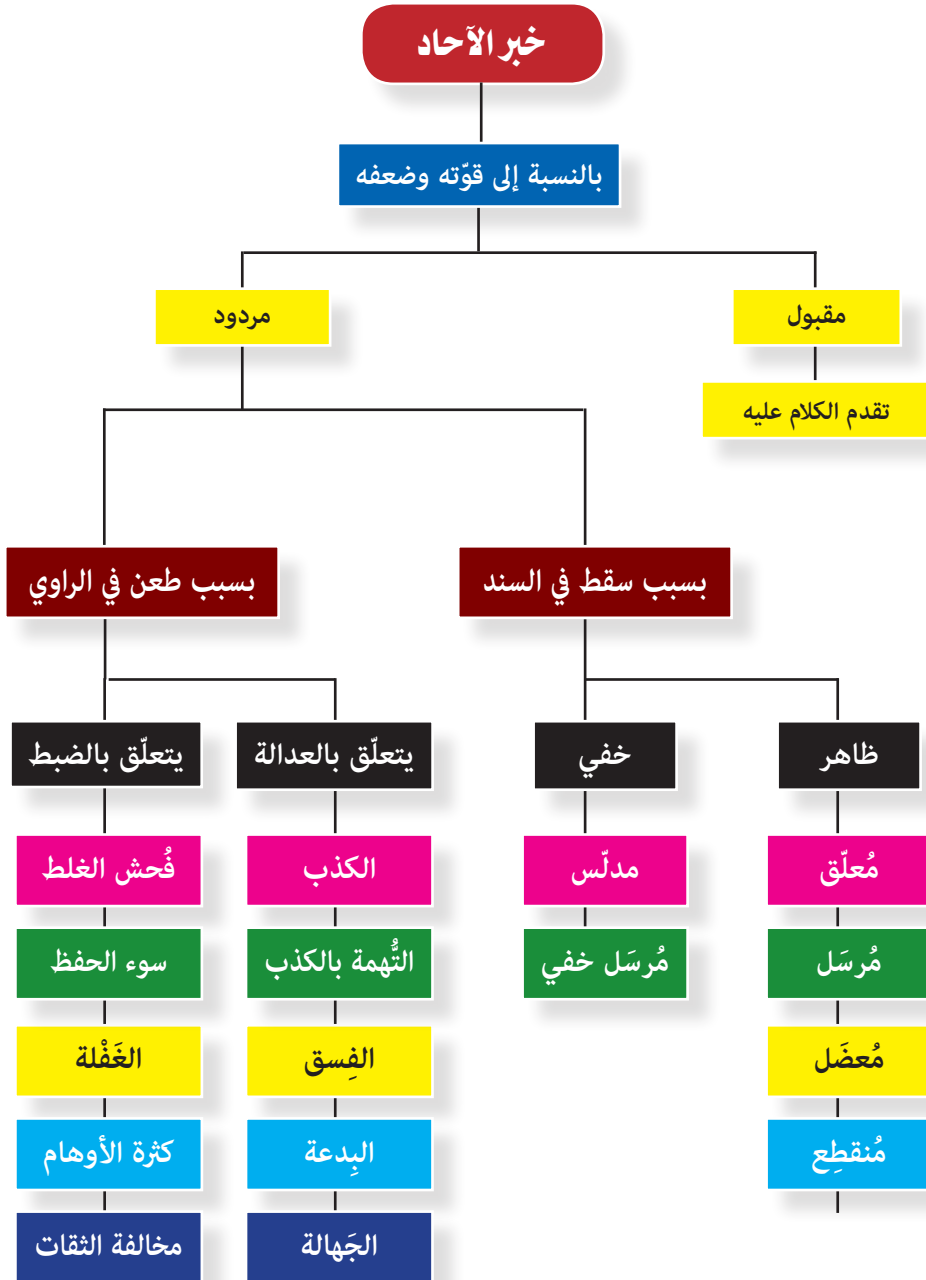 خبر الآحاد
بالنسبة إلى قوّته وضعفه
مقبول
مردود
تقدم الكلام عليه
بسبب سقط في السند
بسبب طعن في الراوي
ظاهر
خفي
يتعلّق بالعدالة
يتعلّق بالضبط
مُعلّق
مدلّس
الكذب
فُحش الغلط
مُرسَل
مُرسَل خفي
التُّهمة بالكذب
سوء الحفظ
مُعضَل
الفِسق
الغَفْلة
مُنقطِع
البِدعة
كثرة الأوهام
الجَهالة
مخالفة الثقات